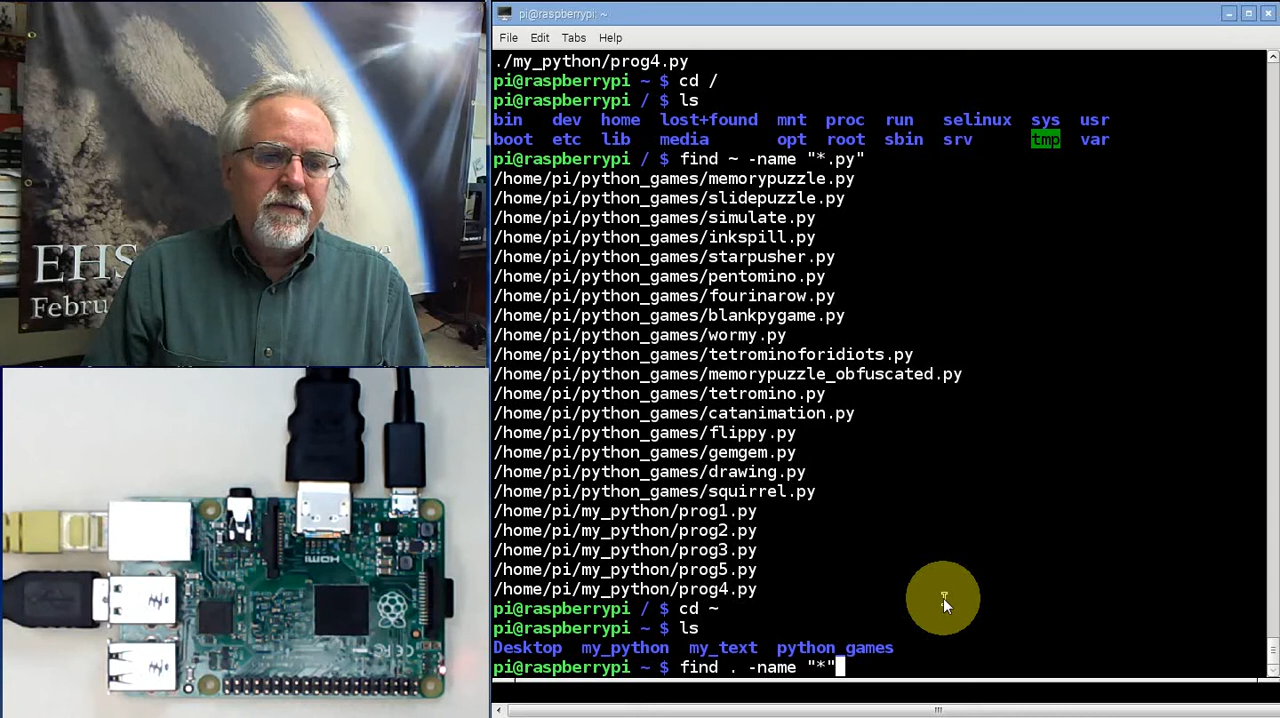 EHS
Febru
pi@raspberrypi: ~
File Edit Tabs Help
./my_python/prog4.py
pi@raspberrypi ~ $ cd /
pi@raspberrypi / $ ls
bin dev home lost+found mnt proc run selinux sys usr
boot etc lib media opt root sbin srv tmp var
pi@raspberrypi / $ find ~ -name "*.py"
/home/pi/python_games/memorypuzzle.py
/home/pi/python_games/slidepuzzle.py
/home/pi/python_games/simulate.py
/home/pi/python_games/inkspill.py
/home/pi/python_games/starpusher.py
/home/pi/python_games/pentomino.py
/home/pi/python_games/fourinarow.py
/home/pi/python_games/blankpygame.py
/home/pi/python_games/wormy.py
/home/pi/python_games/tetrominoforidiots.py
/home/pi/python_games/memorypuzzle_obfuscated.py
/home/pi/python_games/tetromino.py
/home/pi/python_games/catanimation.py
/home/pi/python_games/flippy.py
/home/pi/python_games/gemgem.py
/home/pi/python_games/drawing.py
/home/pi/python_games/squirrel.py
/home/pi/my_python/prog1.py
/home/pi/my_python/prog2.py
/home/pi/my_python/prog3.py
/home/pi/my_python/prog5.py
/home/pi/my_python/prog4.py
pi@raspberrypi / $ cd ~
pi@raspberrypi ~ $ ls
Desktop my_python my_text python_games
pi@raspberrypi ~ $ find . -name "*"
HDMI